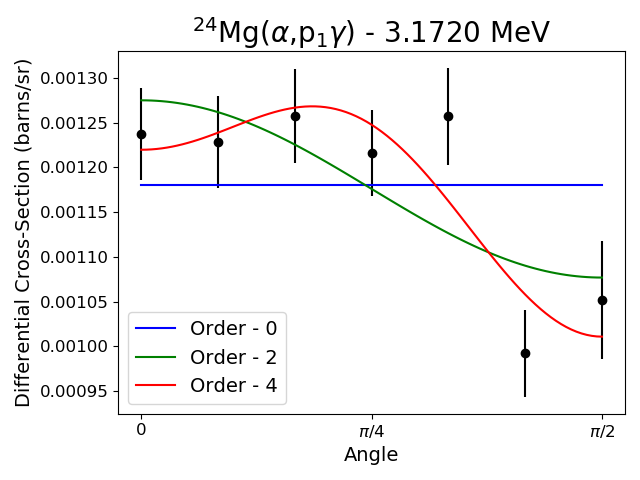 ²⁴Mg(α,p₁γ) - 3.1720 MeV
Differential Cross-Section (barns/sr)
0.00130
0.00125
0.00120
0.00115
0.00110
0.00105
0.00100
0.00095
Order - 0
Order - 2
Order - 4
0
π/4
π/2
Angle